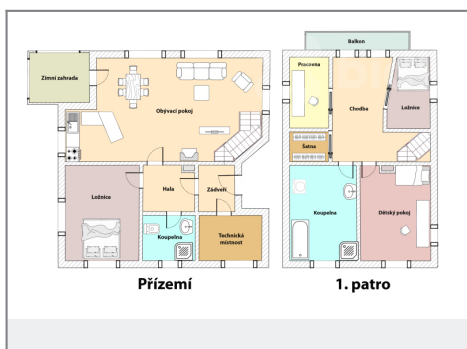 Balkon
Zimní zahrada
Pracovna
Obývací pokoj
Chodba
Ložnice
Šatna
Ložnice
Hala
Zádveří
Koupelna
Technická
místnost
Koupelna
Dětský pokoj
Přízemí
1. patro